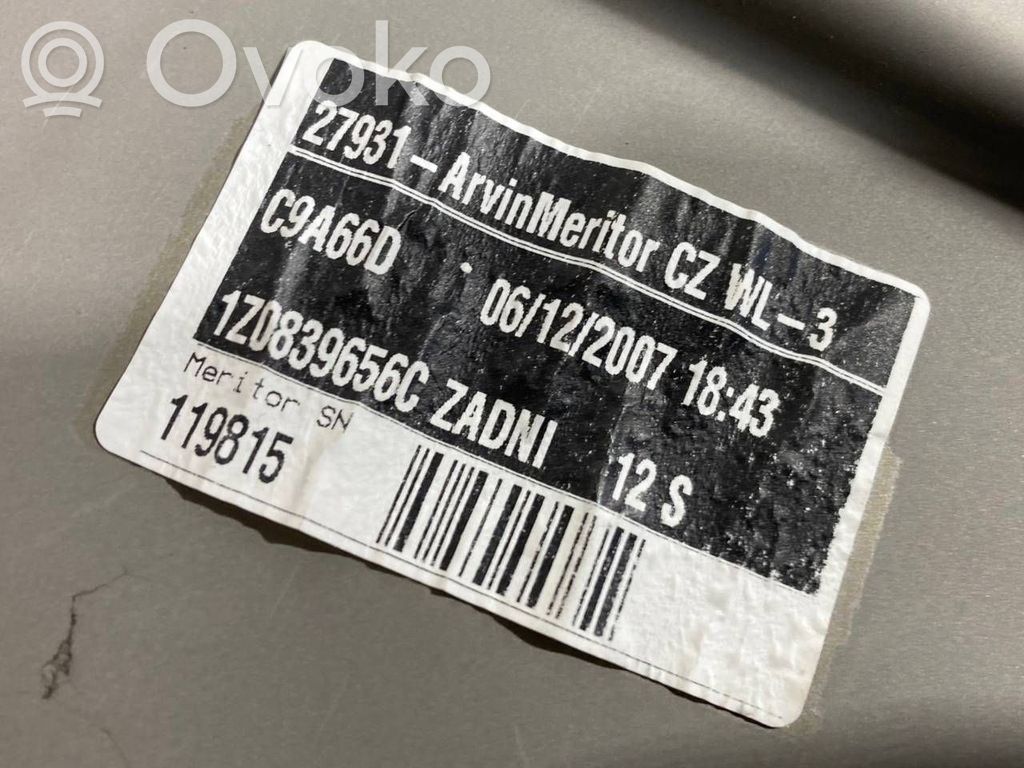 Ovoko
27931-ArvinMeritor CZ WL-3
C9A66D 06/12/2007 18:43
1Z0839656C ZADNI 12 S
Meritor SN
119815